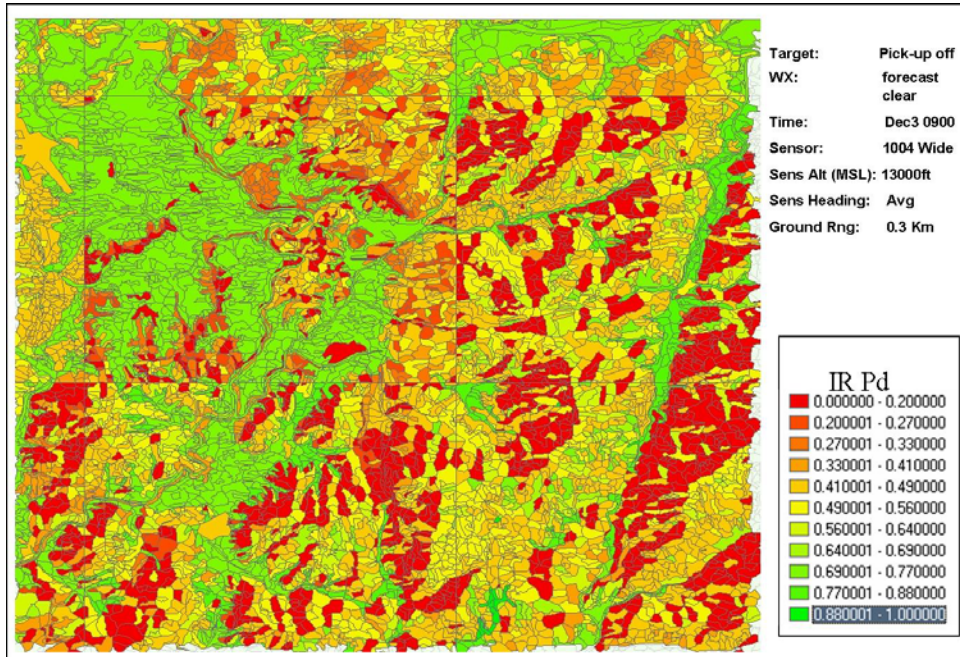 Target: Pick-up off
WX: forecast
clear
Time: Dec3 0900
Sensor: 1004 Wide
Sens Alt (MSL): 13000ft
Sens Heading: Avg
Ground Rng: 0.3 Km
IR Pd
0.000000 - 0.200000
0.200001 - 0.270000
0.270001 - 0.330000
0.330001 - 0.410000
0.410001 - 0.490000
0.490001 - 0.560000
0.560001 - 0.640000
0.640001 - 0.690000
0.690001 - 0.770000
0.770001 - 0.880000
0.880001 - 1.000000